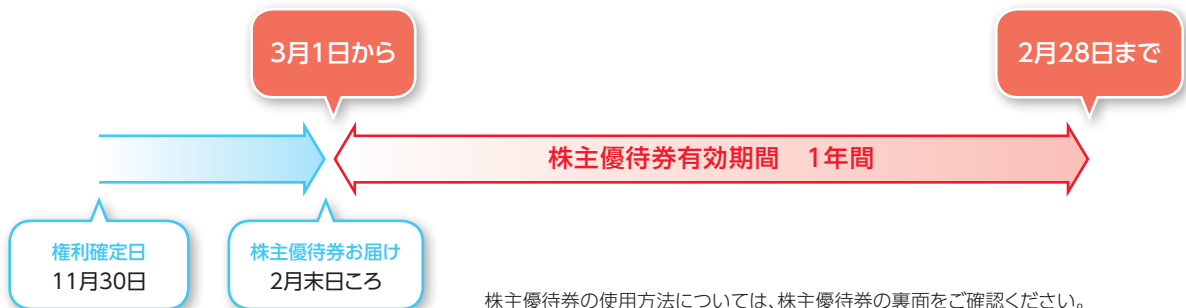 3月1日から
2月28日まで
株主優待券有効期間　1年間
権利確定日
11月30日
株主優待券お届け
2月末日ころ
株主優待券の使用方法については、株主優待券の裏面をご確認ください。